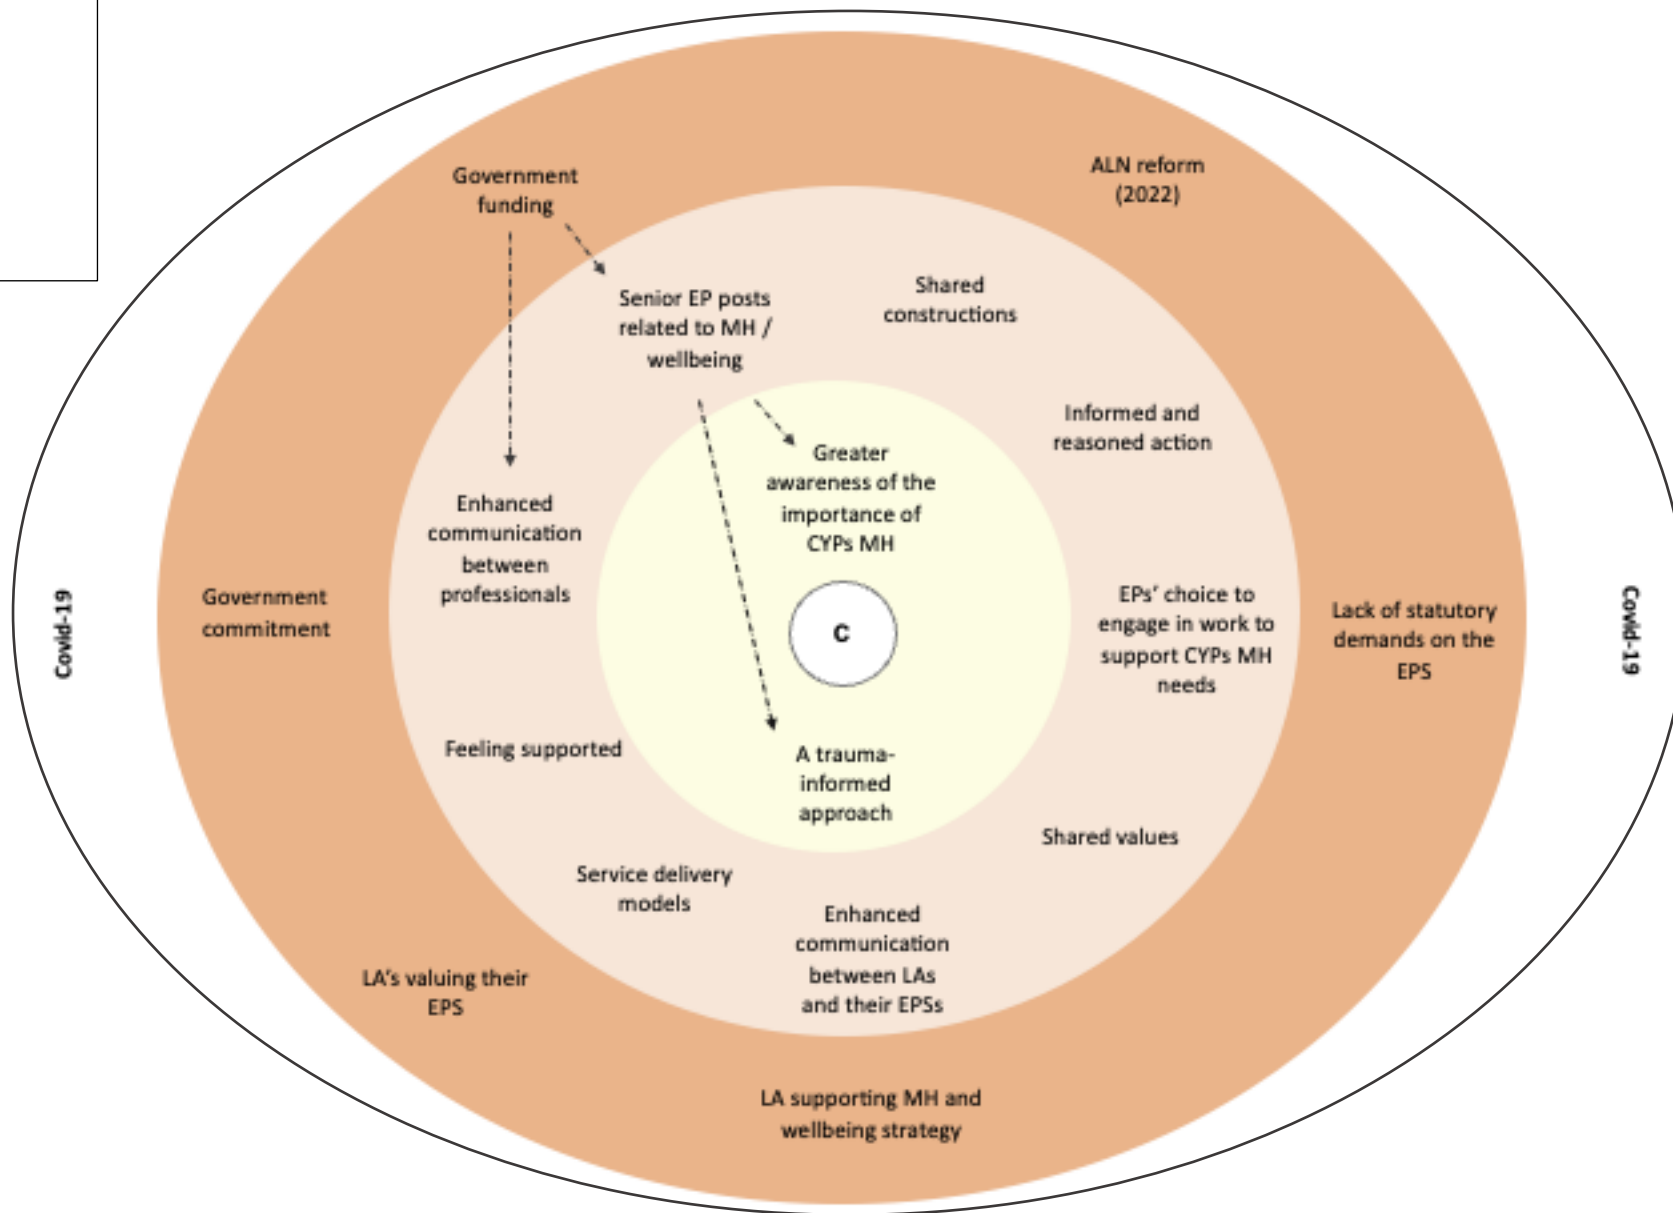 Government
funding
ALN reform
(2022)
Senior EP posts
related to MH /
wellbeing
Shared
constructions
Informed and
reasoned action
Greater
awareness of the
importance of
CYPs MH
Enhanced
communication
between
professionals
Covid-19
Government
commitment
C
EPs’ choice to
engage in work to
support CYPs MH
needs
Lack of statutory
demands on the
EPS
Covid-19
Feeling supported
A trauma-
informed
approach
Shared values
Service delivery
models
Enhanced
communication
between LAs
and their EPSs
LA’s valuing their
EPS
LA supporting MH and
wellbeing strategy